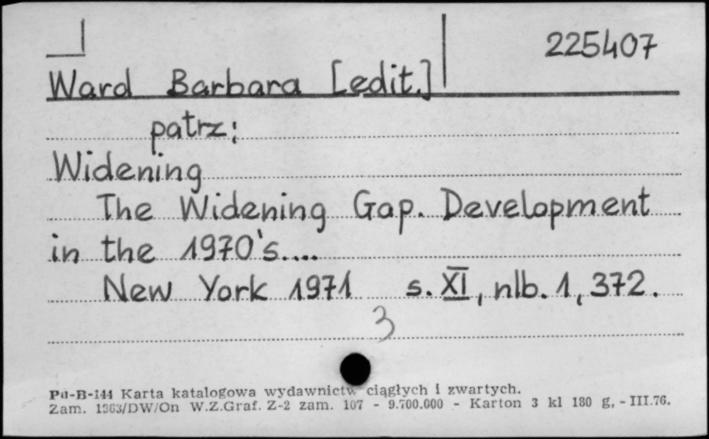 225407
Ward Barbara [edit.]
patrz:
Widening
The Widening Gap. Development
in the 1970's....
New York 1971 s. XI, nlb. 1, 372.
3
Pu-B-144 Karta katalogowa wydawnictw ciągłych i zwartych.
Zam. 1363/DW/On W.Z.Graf. Z-2 zam. 107 - 9.700.000 - Karton 3 kl 180 g. - III.76.